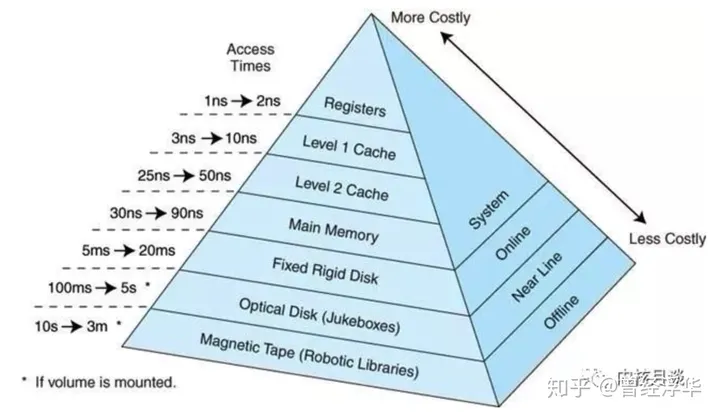 More Costly
Access
Times
1ns→2ns
Registers
3ns→10ns
Level 1 Cache
25ns→50ns
Level 2 Cache
System
30ns→90ns
Main Memory
Online
Less Costly
5ms→20ms
Fixed Rigid Disk
Near Line
100ms→5s *
Optical Disk (Jukeboxes)
Offline
10s→3m *
Magnetic Tape (Robotic Libraries)
* If volume is mounted.
知乎 @曾经浮华